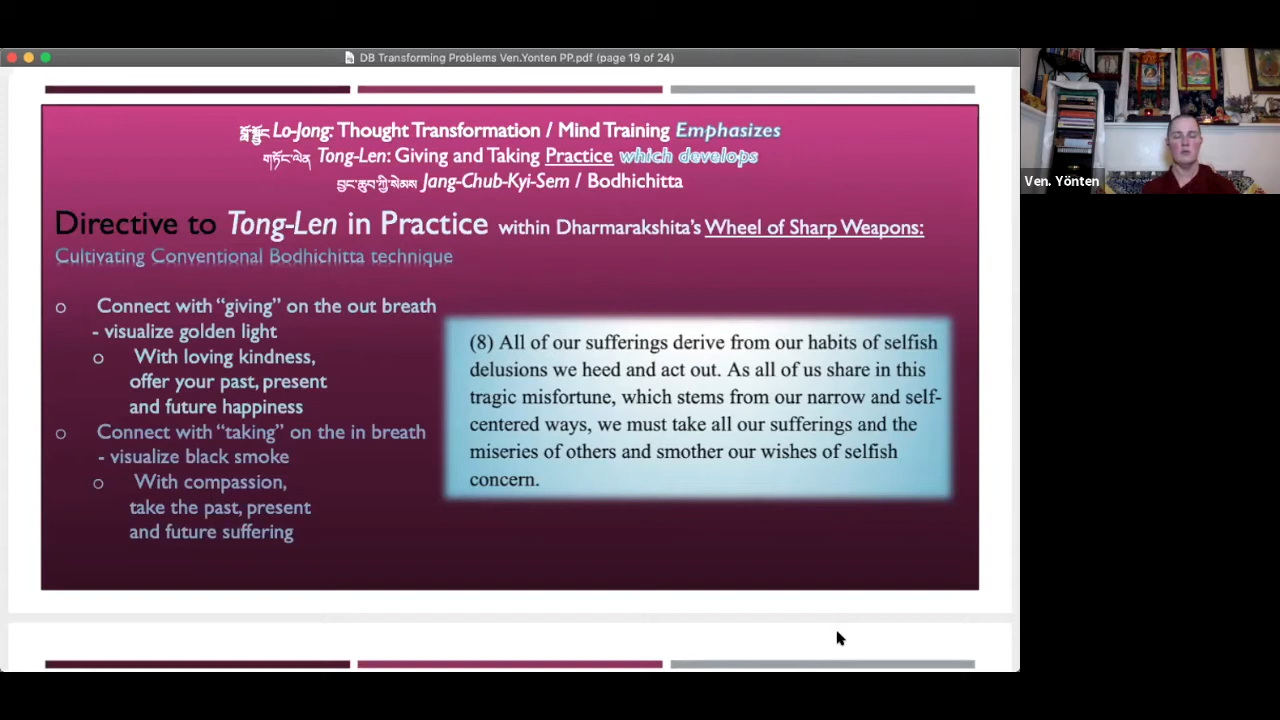 DB Transforming Problems Ven.Yonten PP.pdf (page 19 of 24)
བློ་སྦྱོང Lo-Jong: Thought Transformation / Mind Training Emphasizes
གཏོང་ལེན Tong-Len: Giving and Taking Practice which develops
བྱང་ཆུབ་ཀྱི་སེམས Jang-Chub-Kyi-Sem / Bodhichitta
Directive to Tong-Len in Practice within Dharmarakshita's Wheel of Sharp Weapons:
Cultivating Conventional Bodhichitta technique
o Connect with "giving" on the out breath
- visualize golden light
o With loving kindness,
offer your past, present
and future happiness
o Connect with "taking" on the in breath
- visualize black smoke
o With compassion,
take the past, present
and future suffering
(8) All of our sufferings derive from our habits of selfish
delusions we heed and act out. As all of us share in this
tragic misfortune, which stems from our narrow and self-
centered ways, we must take all our sufferings and the
miseries of others and smother our wishes of selfish
concern.
Ven. Yönten